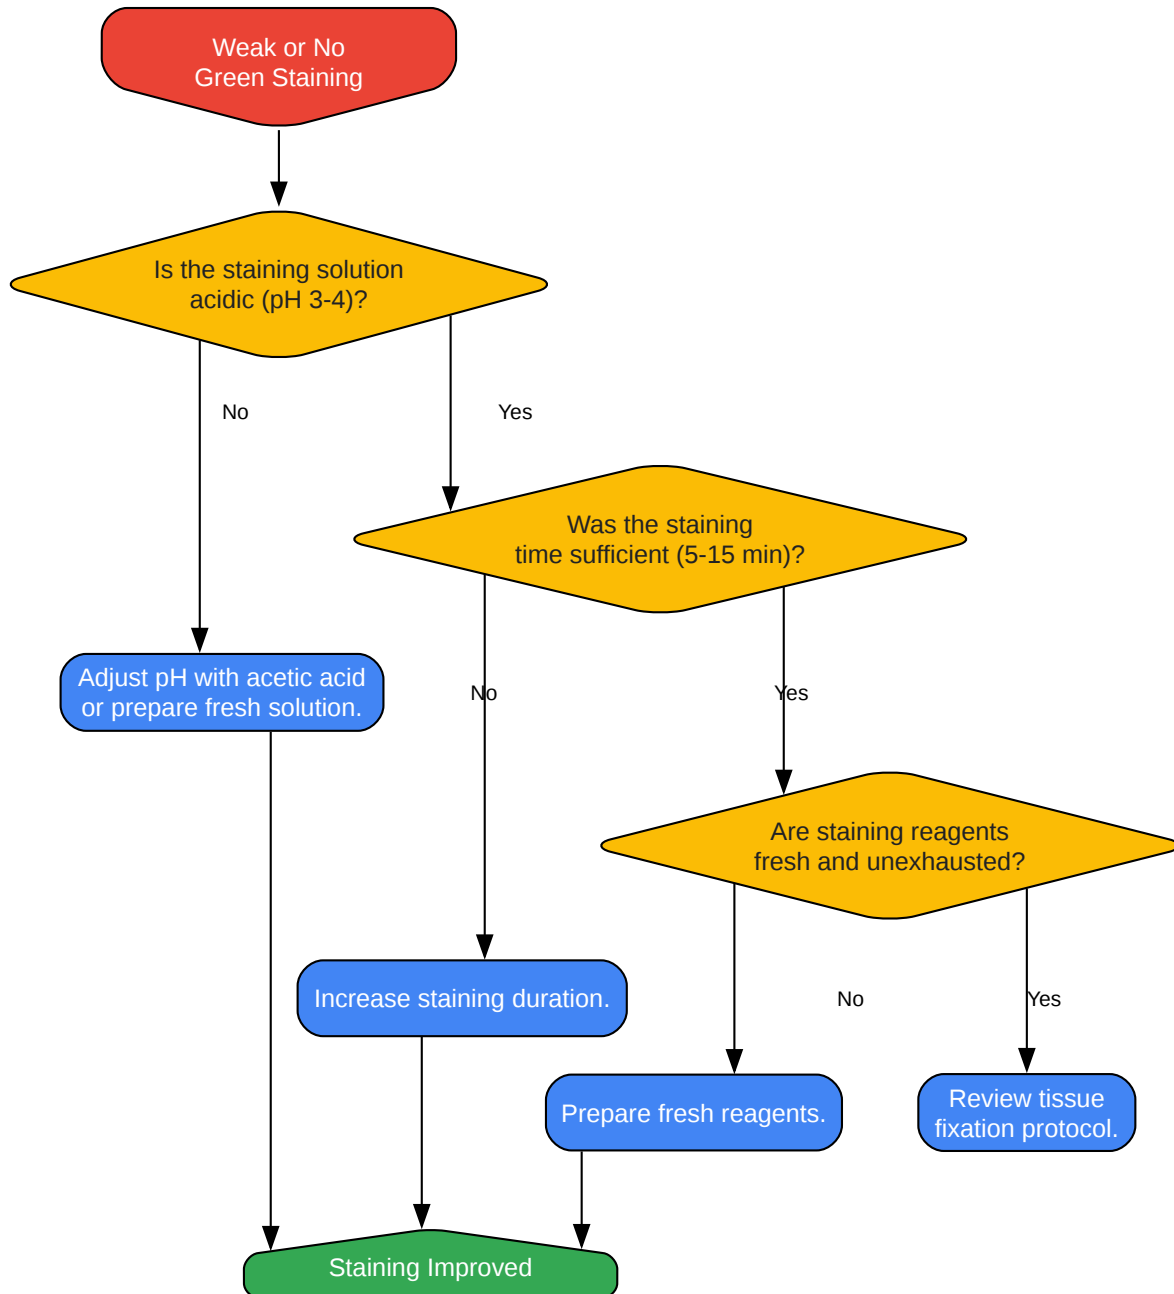 Weak or No
Green Staining
Is the staining solution
acidic (pH 3-4)?
No
Yes
Was the staining
time sufficient (5-15 min)?
Adjust pH with acetic acid
or prepare fresh solution.
No
Yes
Are staining reagents
fresh and unexhausted?
Increase staining duration.
No
Yes
Prepare fresh reagents.
Review tissue
fixation protocol.
Staining Improved